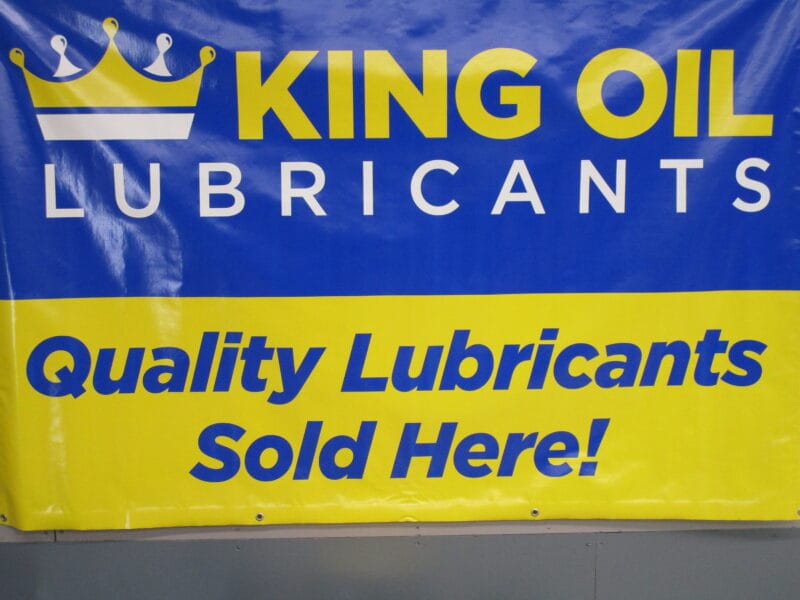 KING OIL
LUBRICANTS
Quality Lubricants
Sold Here!